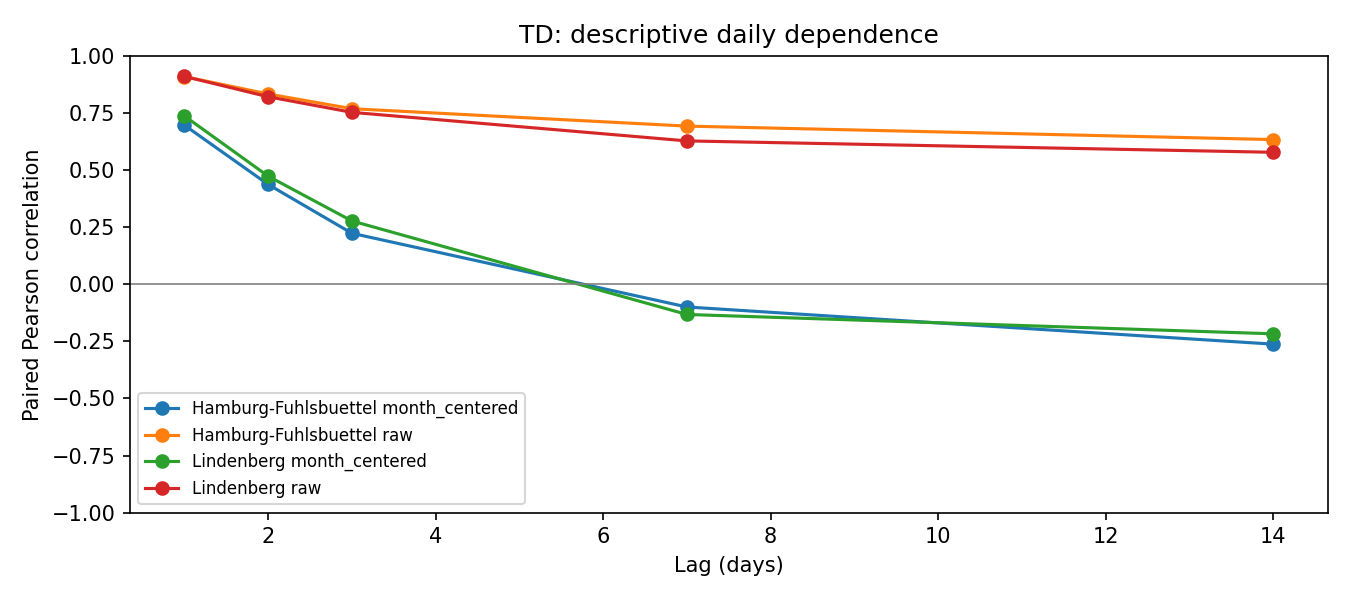 TD: descriptive daily dependence
Paired Pearson correlation
1.00
0.75
0.50
0.25
0.00
−0.25
−0.50
−0.75
−1.00
Hamburg-Fuhlsbuettel month_centered
Hamburg-Fuhlsbuettel raw
Lindenberg month_centered
Lindenberg raw
2 4 6 8 10 12 14
Lag (days)